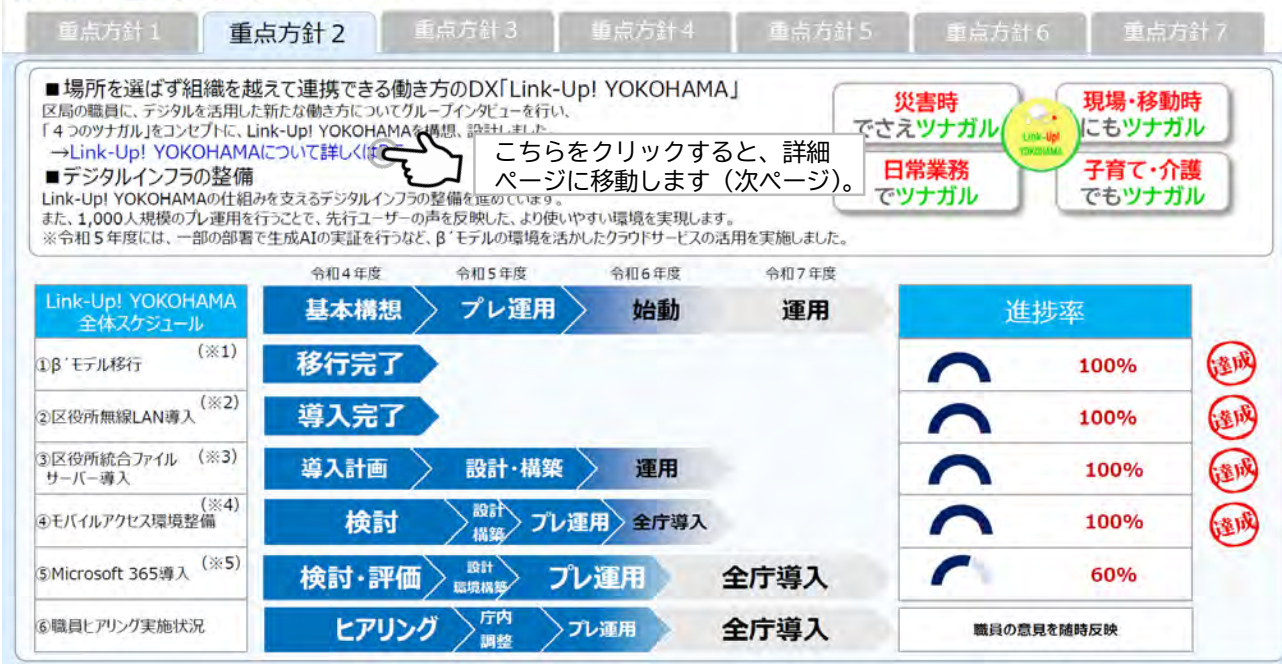 重点方針1
重点方針2
重点方針3
重点方針4
重点方針5
重点方針6
重点方針7
■場所を選ばず組織を越えて連携できる働き方のDX「Link-Up! YOKOHAMA」
区局の職員に、デジタルを活用した新たな働き方についてグループインタビューを行い、
「4つのツナガル」をコンセプトに、Link-Up! YOKOHAMAを構想、設計しました。
→Link-Up! YOKOHAMAについて詳しくは
■デジタルインフラの整備
Link-Up! YOKOHAMAの仕組みを支えるデジタルインフラの整備を進めています。
また、1,000人規模のプレ運用を行うことで、先行ユーザーの声を反映した、より使いやすい環境を実現します。
※令和5年度には、一部の部署で生成AIの実証を行うなど、β´モデルの環境を活かしたクラウドサービスの活用を実施しました。
こちらをクリックすると、詳細
ページに移動します（次ページ）。
災害時
でさえツナガル
現場・移動時
にもツナガル
Link-Up!
YOKOHAMA
日常業務
でツナガル
子育て・介護
でもツナガル
令和4年度
令和5年度
令和6年度
令和7年度
Link-Up! YOKOHAMA
全体スケジュール
基本構想
プレ運用
始動
運用
進捗率
①β´モデル移行
(※1)
移行完了
100%
達成
②区役所無線LAN導入
(※2)
導入完了
100%
達成
③区役所統合ファイル
サーバー導入
(※3)
導入計画
設計・構築
運用
100%
達成
④モバイルアクセス環境整備
(※4)
検討
設計
構築
プレ運用
全庁導入
100%
達成
⑤Microsoft 365導入
(※5)
検討・評価
設計
環境構築
プレ運用
全庁導入
60%
⑥職員ヒアリング実施状況
ヒアリング
庁内
調整
プレ運用
全庁導入
職員の意見を随時反映